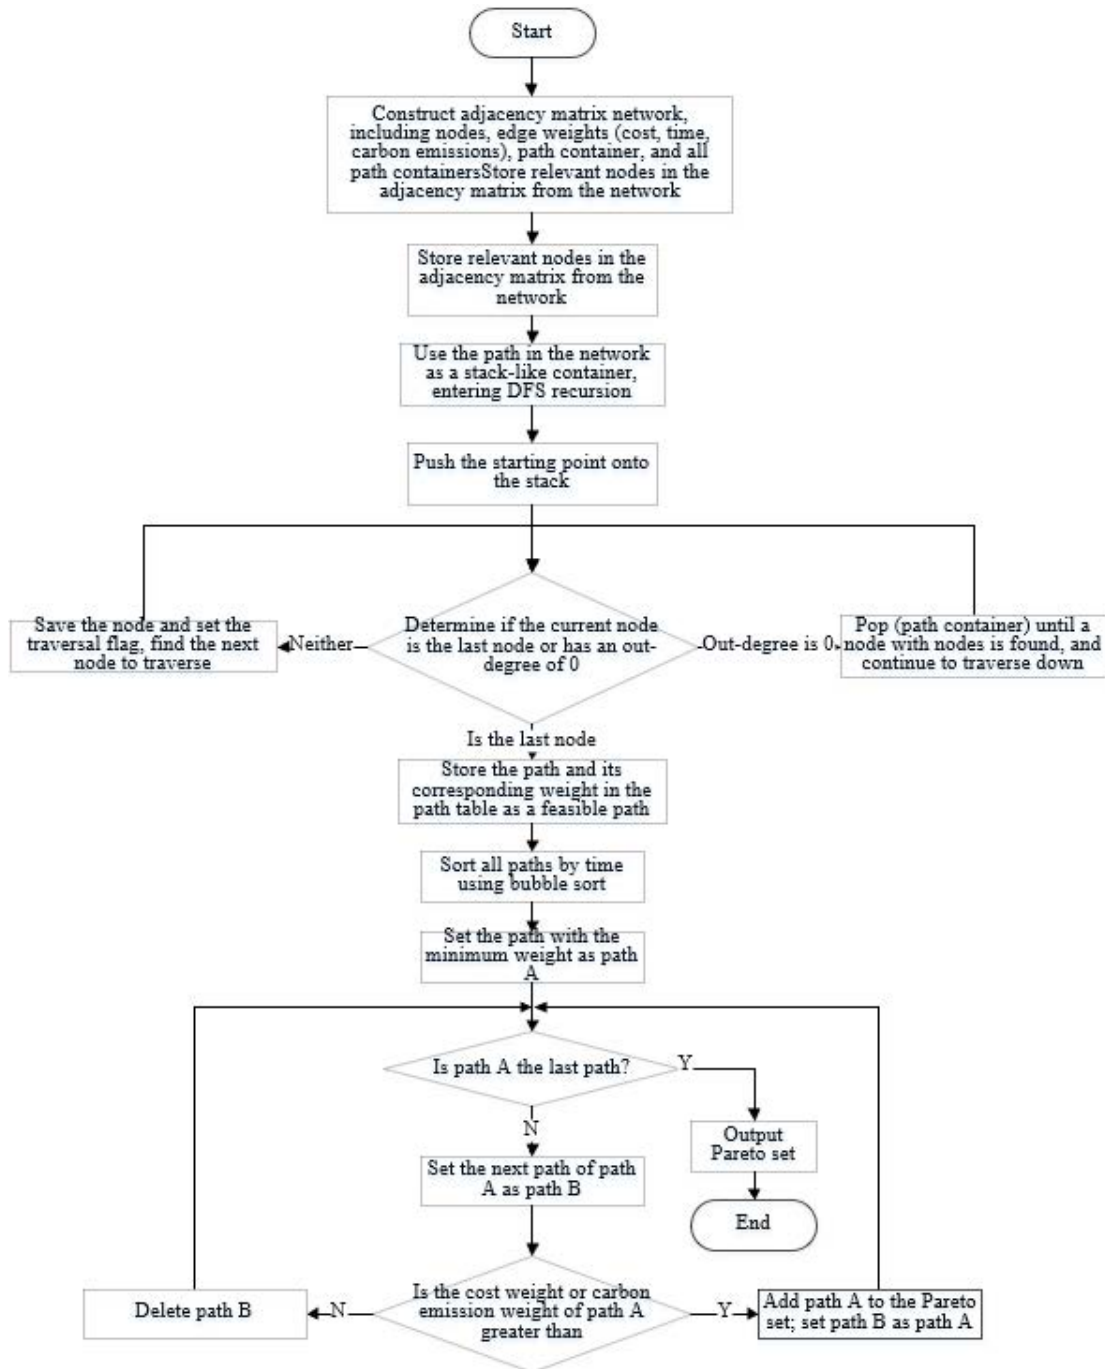 Start
Construct adjacency matrix network,
including nodes, edge weights (cost, time,
carbon emissions), path container, and all
path containersStore relevant nodes in the
adjacency matrix from the network
Store relevant nodes in the
adjacency matrix from the
network
Use the path in the network
as a stack-like container,
entering DFS recursion
Push the starting point onto
the stack
Save the node and set the
traversal flag, find the next
node to traverse
Neither
Determine if the current node
is the last node or has an out-
degree of 0
Out-degree is 0
Pop (path container) until a
node with nodes is found, and
continue to traverse down
Is the last node
Store the path and its
corresponding weight in the
path table as a feasible path
Sort all paths by time
using bubble sort
Set the path with the
minimum weight as path
A
Is path A the last path?
Y
N
Output
Pareto set
Set the next path of path
A as path B
End
Delete path B
N
Is the cost weight or carbon
emission weight of path A
greater than
Y
Add path A to the Pareto
set; set path B as path A